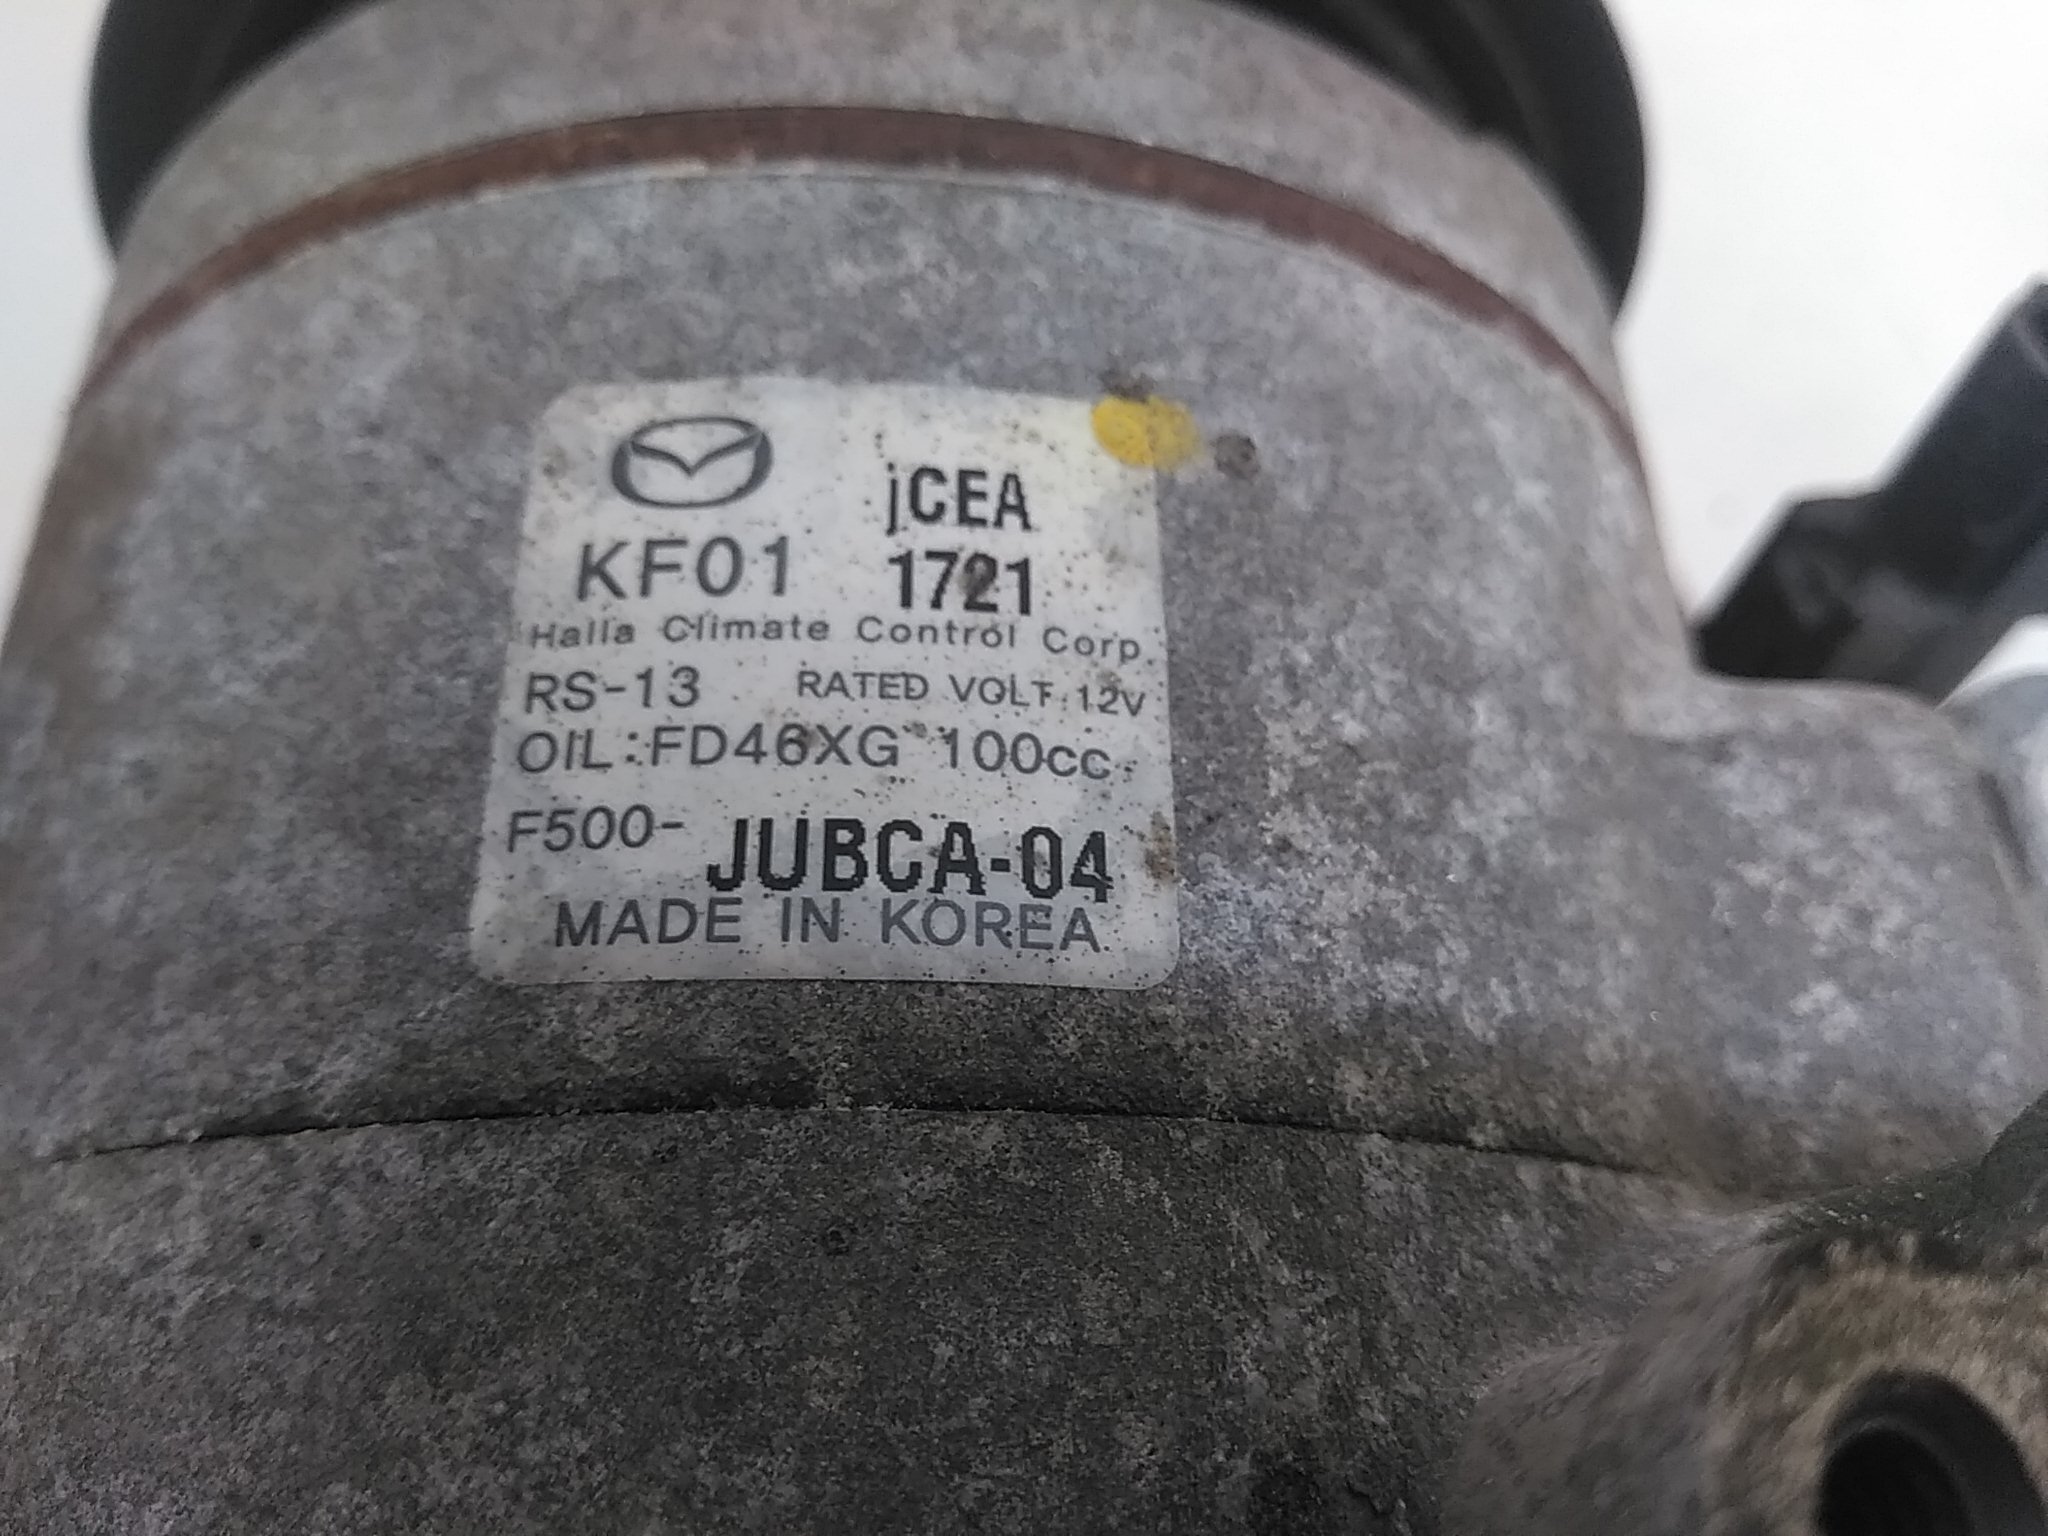 jCEA
KF01 1721
Halla Climate Control Corp.
RS-13 RATED VOLT: 12V
OIL:FD46XG 100cc
F500- JUBCA-04
MADE IN KOREA